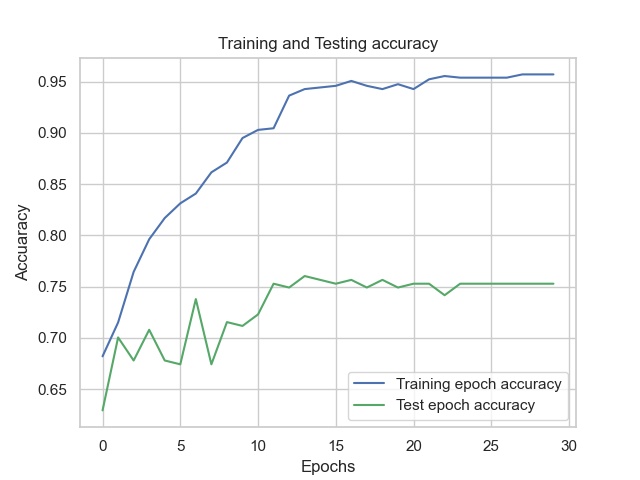 Training and Testing accuracy
Accuaracy
0.95
0.90
0.85
0.80
0.75
0.70
0.65
Training epoch accuracy
Test epoch accuracy
0 5 10 15 20 25 30
Epochs